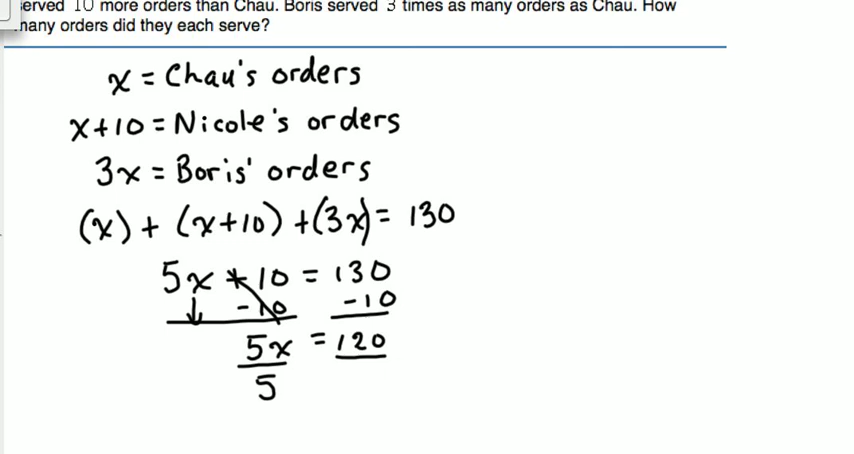 10 more orders than Chau. Boris served 3 times as many orders as Chau. How
orders did they each serve?
x = Chau's orders
x+10 = Nicole's orders
3x = Boris' orders
(x) + (x+10) + (3x) = 130
5x + 10 = 130
↓ -10 -10
5x = 120
5